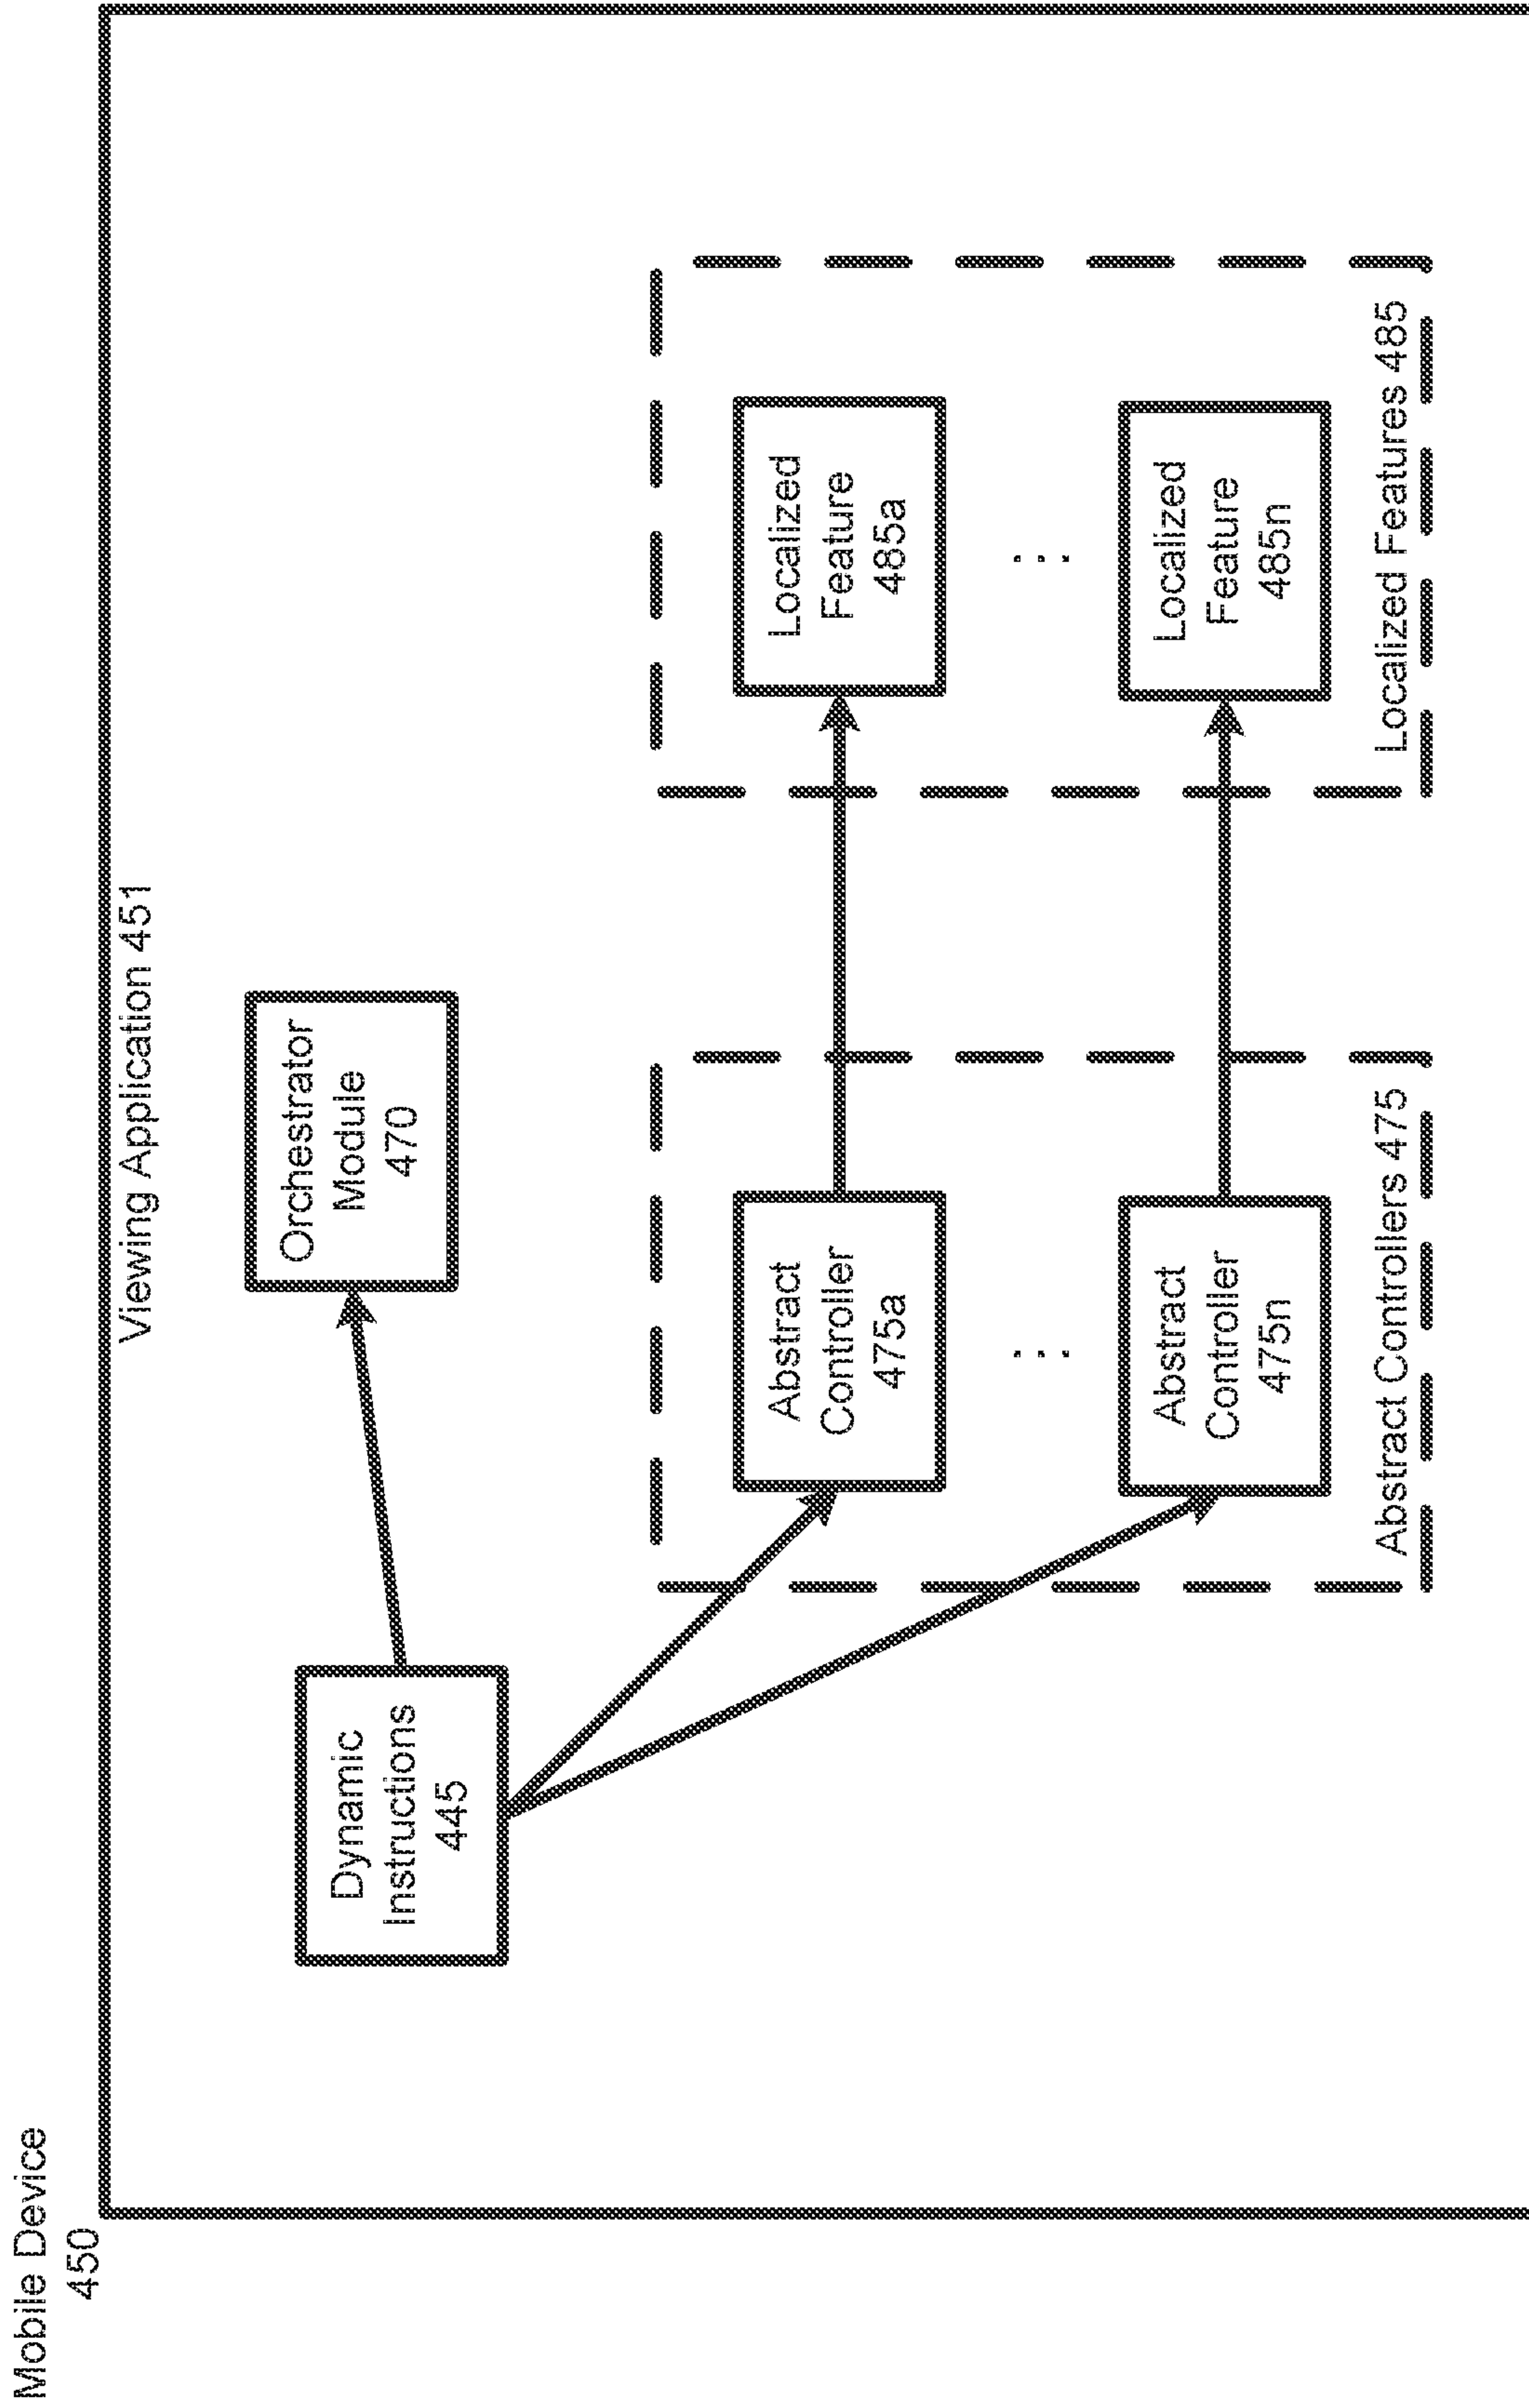 Mobile Device
450
Viewing Application 451
Dynamic
Instructions
445
Orchestrator
Module
470
Abstract
Controller
475a
...
Abstract
Controller
475n
Abstract Controllers 475
Localized
Feature
485a
...
Localized
Feature
485n
Localized Features 485